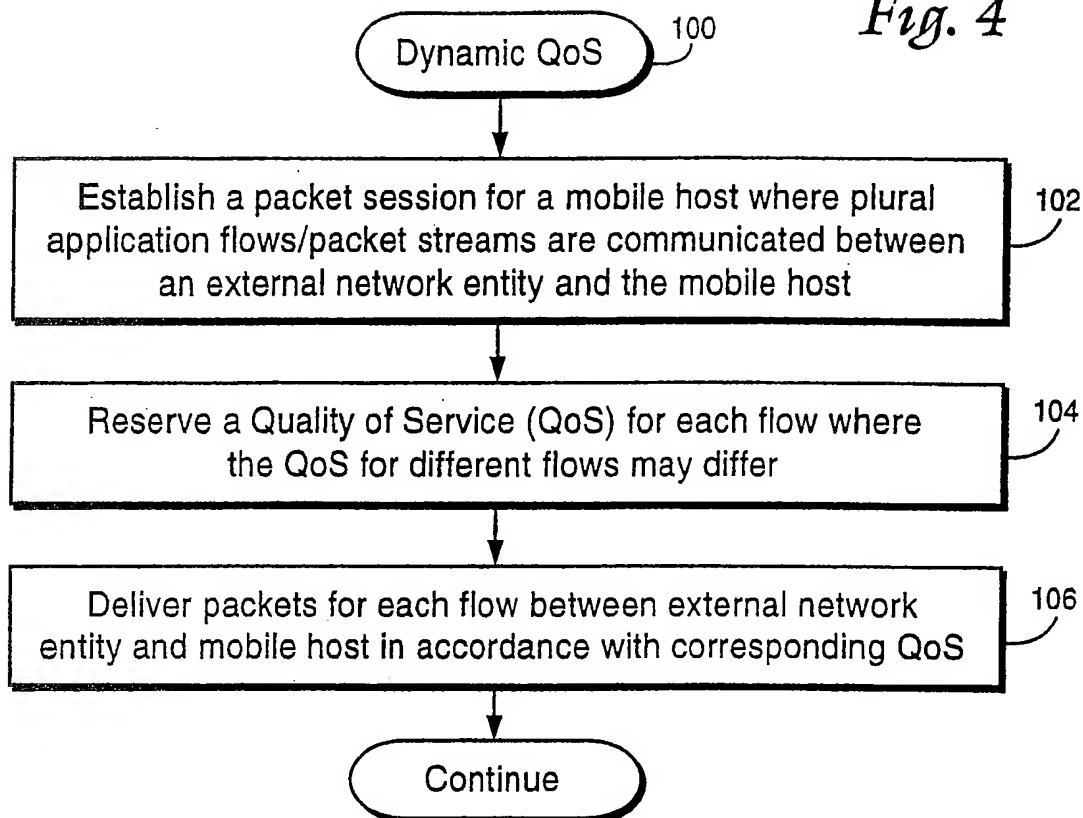 Fig. 4
Dynamic QoS
100
Establish a packet session for a mobile host where plural
application flows/packet streams are communicated between
an external network entity and the mobile host
102
Reserve a Quality of Service (QoS) for each flow where
the QoS for different flows may differ
104
Deliver packets for each flow between external network
entity and mobile host in accordance with corresponding QoS
106
Continue